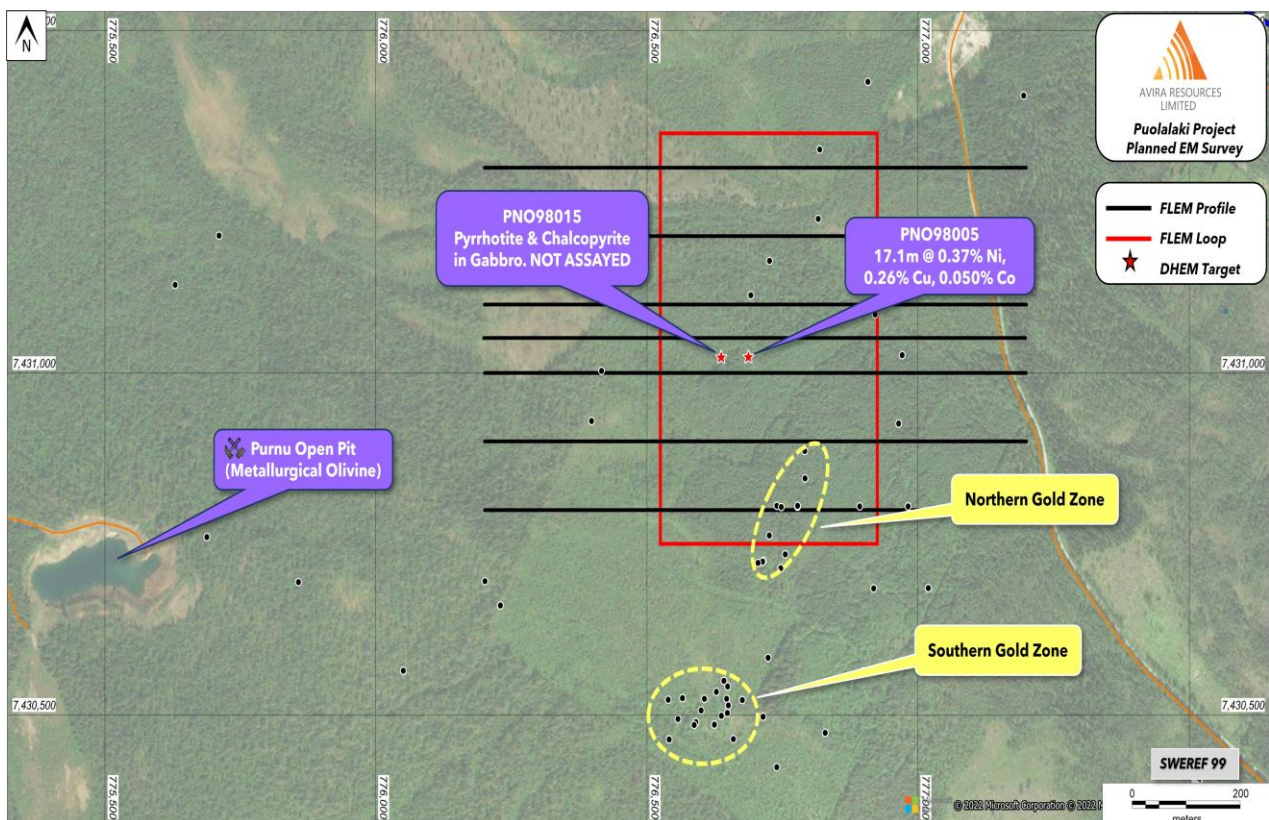 N
775,500
776,000
776,500
777,000
AVIRA RESOURCES
LIMITED
Puolalaki Project
Planned EM Survey
FLEM Profile
FLEM Loop
DHEM Target
PNO98015
Pyrrhotite & Chalcopyrite
in Gabbro. NOT ASSAYED
PNO98005
17.1m @ 0.37% Ni,
0.26% Cu, 0.050% Co
7,431,000
7,431,000
Purnu Open Pit
(Metallurgical Olivine)
Northern Gold Zone
Southern Gold Zone
7,430,500
7,430,500
SWEREF 99
775,500
776,000
776,500
777,000
© 2022 Microsoft Corporation © 2022 M
0 200
meters